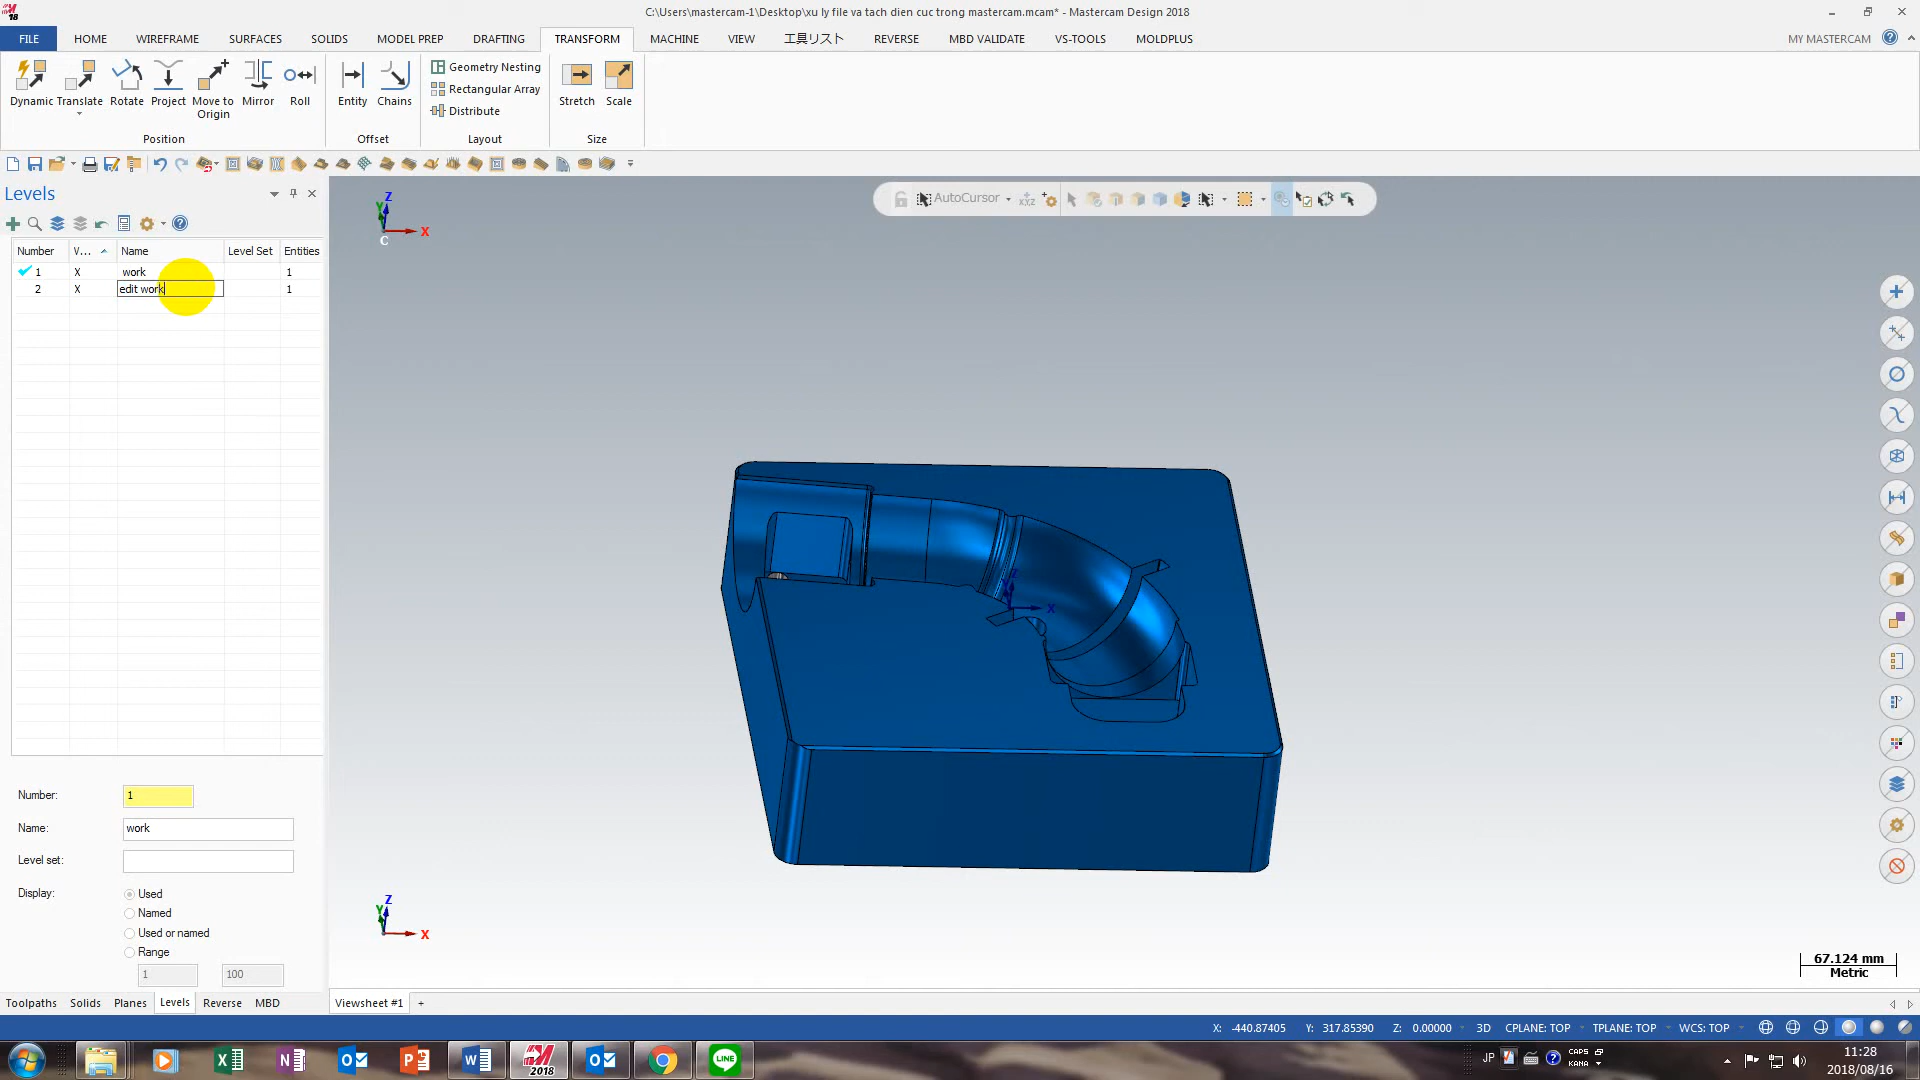 18
C:\Users\mastercam-1\Desktop\xu ly file va tach dien cuc trong mastercam.mcam* - Mastercam Design 2018
FILE HOME WIREFRAME SURFACES SOLIDS MODEL PREP DRAFTING TRANSFORM MACHINE VIEW 工具リスト REVERSE MBD VALIDATE VS-TOOLS MOLDPLUS MY MASTERCAM
Geometry Nesting
Rectangular Array
Distribute
Dynamic Translate Rotate Project Move to Origin Mirror Roll Entity Chains Stretch Scale
Position Offset Layout Size
Levels
AutoCursor
XYZ
Number V... Name Level Set Entities
1 X work 1
2 X edit work 1
Z
Y
X
C
Z
X
Number: 1
Name: work
Level set:
Display: Used
Named
Used or named
Range
1 100
Z
Y
X
67.124 mm
Metric
Toolpaths Solids Planes Levels Reverse MBD Viewsheet #1 +
X: -440.87405 Y: 317.85390 Z: 0.00000 3D CPLANE: TOP TPLANE: TOP WCS: TOP
2018
LINE
JP CAPS
KANA
11:28
2018/08/16